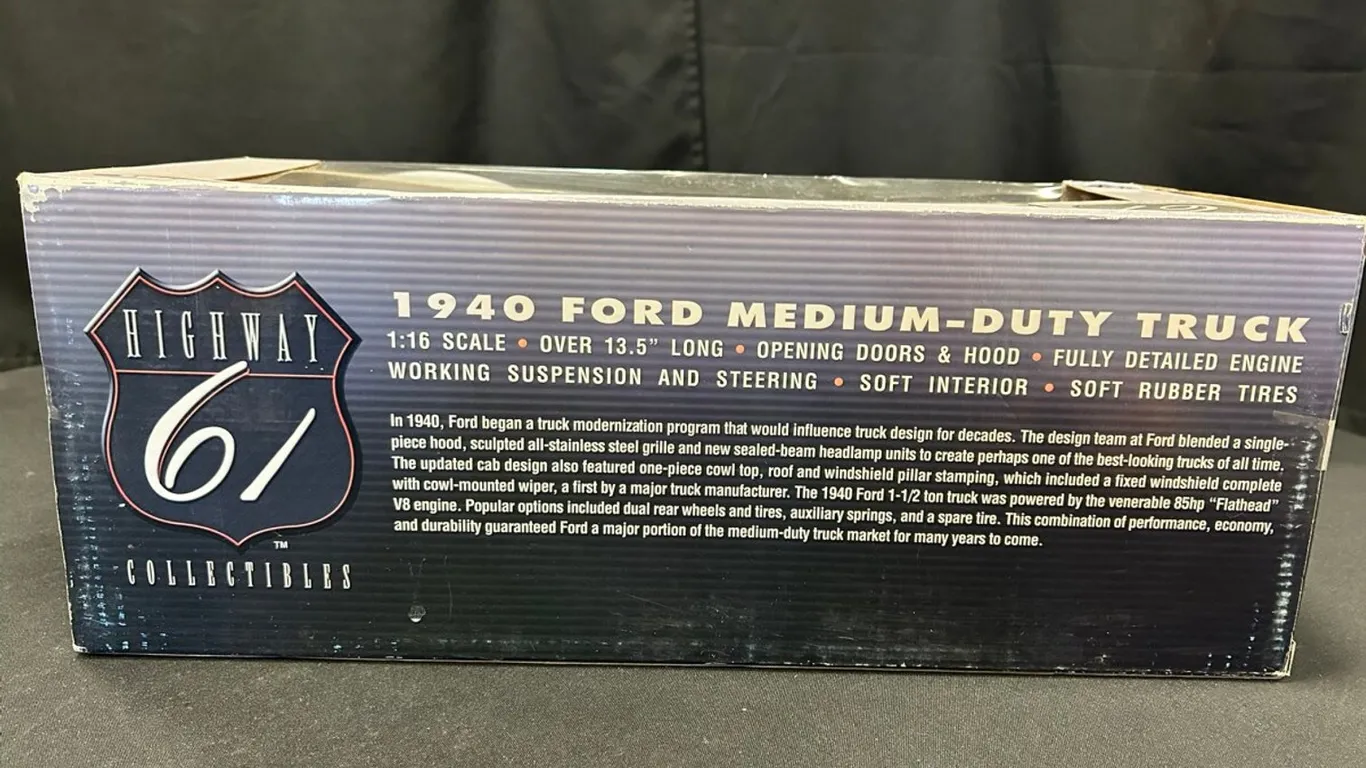 HIGHWAY
61
TM
COLLECTIBLES
1940 FORD MEDIUM-DUTY TRUCK
1:16 SCALE • OVER 13.5" LONG • OPENING DOORS & HOOD • FULLY DETAILED ENGINE
WORKING SUSPENSION AND STEERING • SOFT INTERIOR • SOFT RUBBER TIRES
In 1940, Ford began a truck modernization program that would influence truck design for decades. The design team at Ford blended a single-
piece hood, sculpted all-stainless steel grille and new sealed-beam headlamp units to create perhaps one of the best-looking trucks of all time.
The updated cab design also featured one-piece cowl top, roof and windshield pillar stamping, which included a fixed windshield complete
with cowl-mounted wiper, a first by a major truck manufacturer. The 1940 Ford 1-1/2 ton truck was powered by the venerable 85hp “Flathead”
V8 engine. Popular options included dual rear wheels and tires, auxiliary springs, and a spare tire. This combination of performance, economy,
and durability guaranteed Ford a major portion of the medium-duty truck market for many years to come.